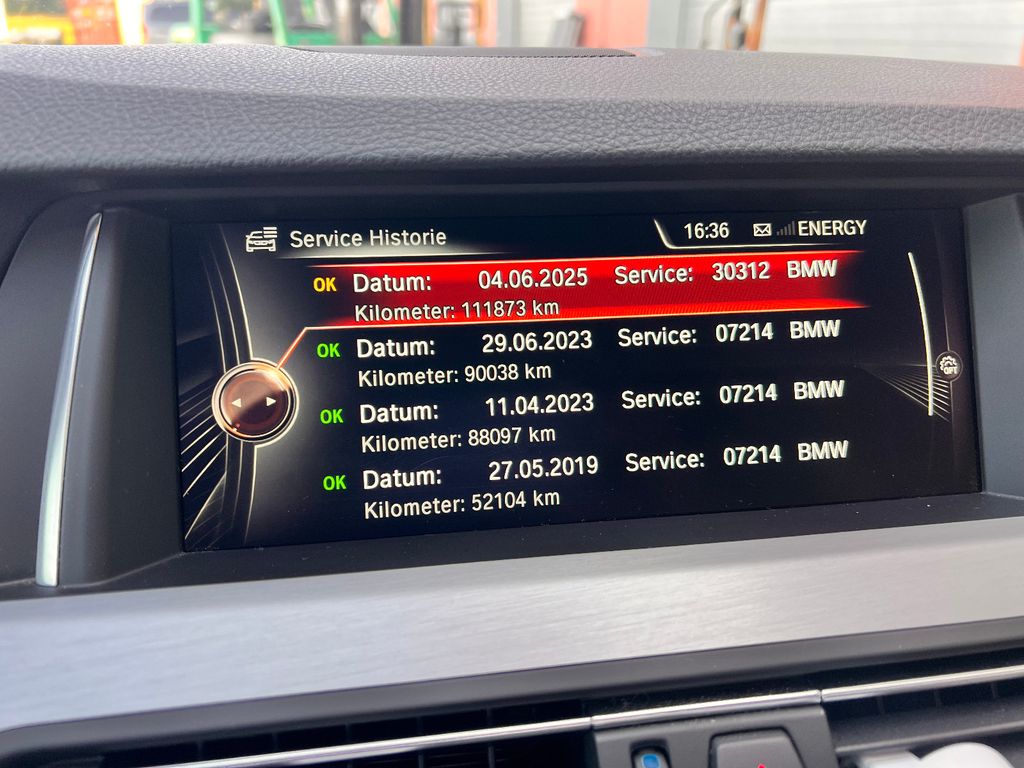 Service Historie 16:36 ENERGY
OK Datum: 04.06.2025 Service: 30312 BMW
Kilometer: 111873 km
OK Datum: 29.06.2023 Service: 07214 BMW
Kilometer: 90038 km
OK Datum: 11.04.2023 Service: 07214 BMW
Kilometer: 88097 km
OK Datum: 27.05.2019 Service: 07214 BMW
Kilometer: 52104 km
OFF